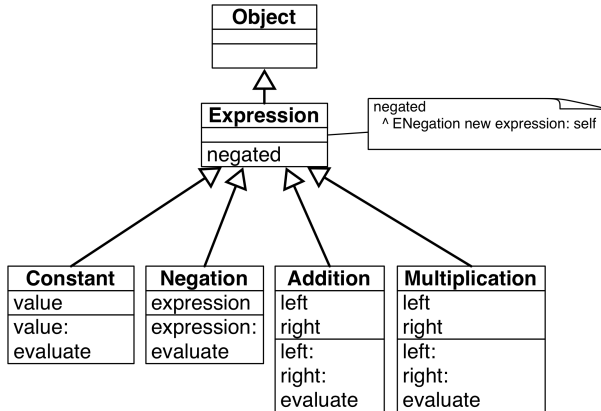 Object
Expression
negated
negated
^ ENegation new expression: self
Constant
value
value:
evaluate
Negation
expression
expression:
evaluate
Addition
left
right
left:
right:
evaluate
Multiplication
left
right
left:
right:
evaluate